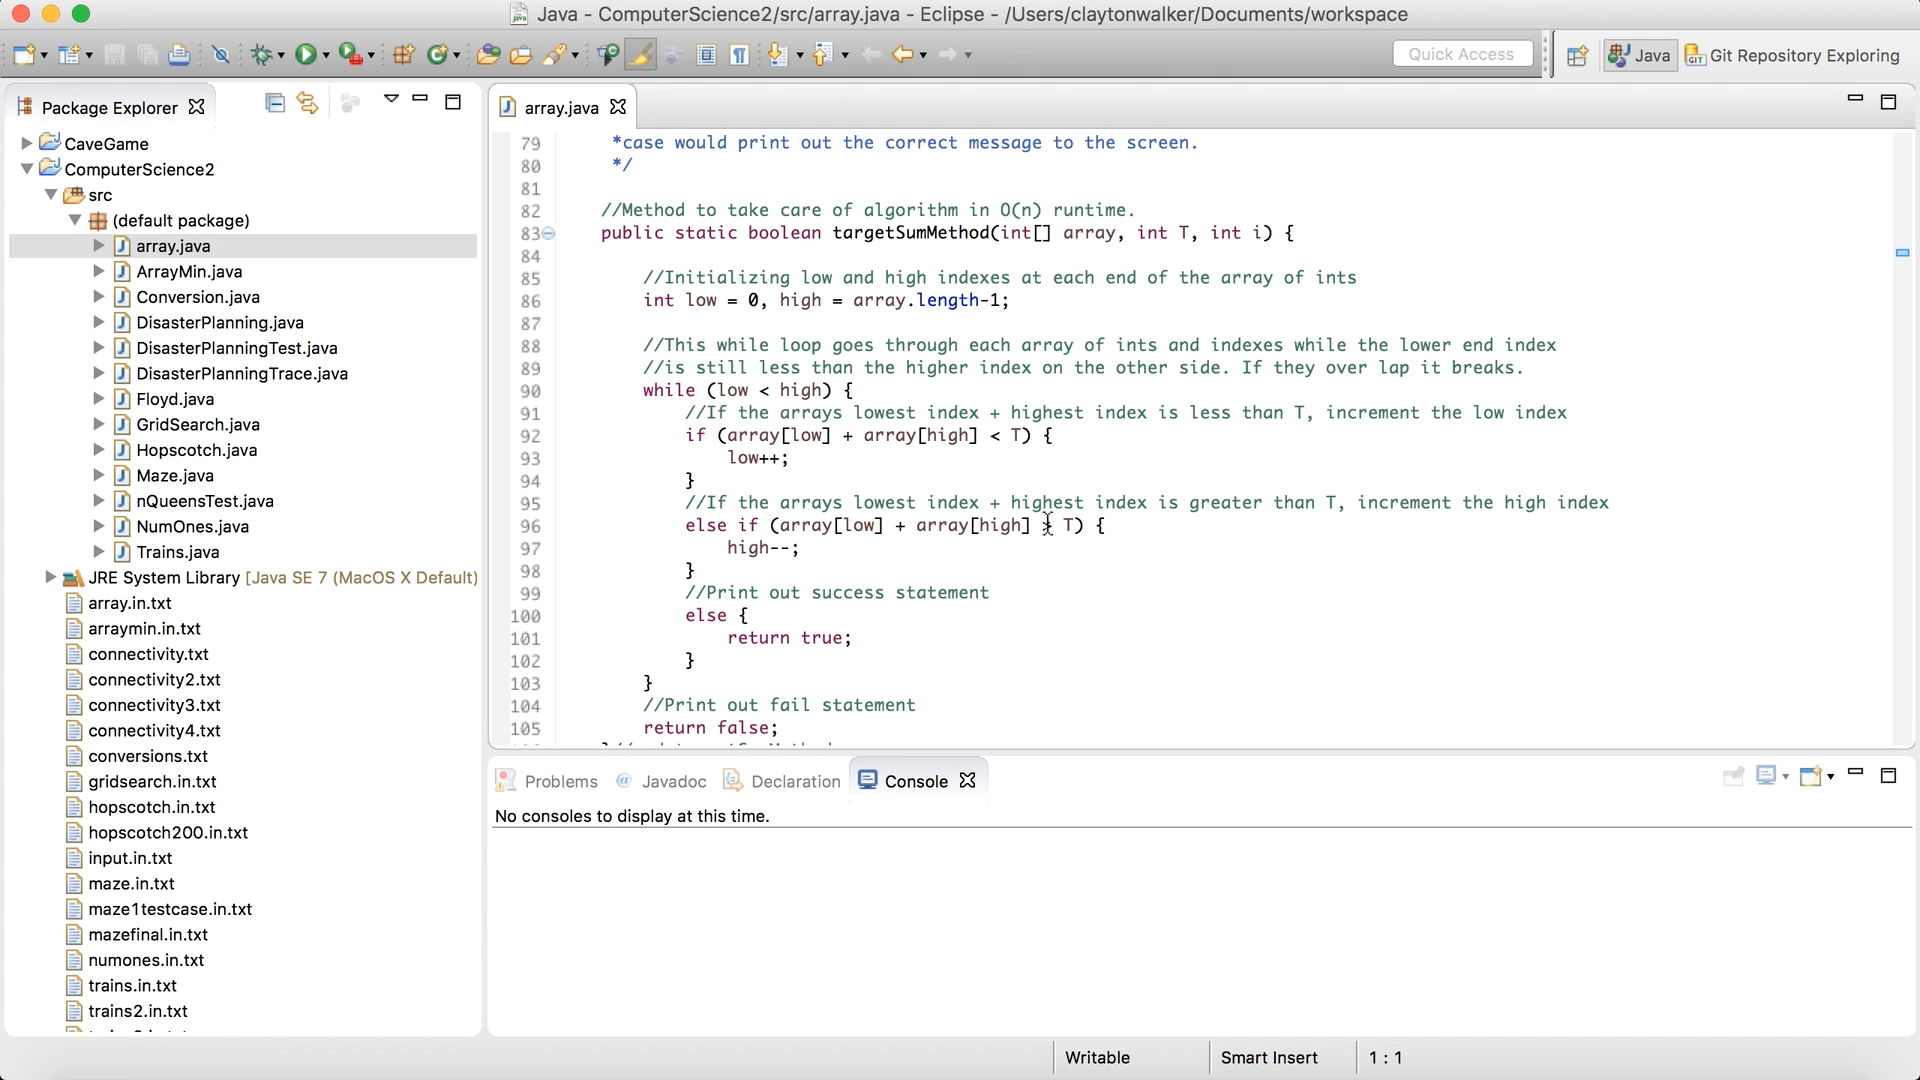 Java - ComputerScience2/src/array.java - Eclipse - /Users/claytonwalker/Documents/workspace
Quick Access
Java
Git Repository Exploring
Package Explorer
CaveGame
ComputerScience2
src
(default package)
array.java
ArrayMin.java
Conversion.java
DisasterPlanning.java
DisasterPlanningTest.java
DisasterPlanningTrace.java
Floyd.java
GridSearch.java
Hopscotch.java
Maze.java
nQueensTest.java
NumOnes.java
Trains.java
JRE System Library [Java SE 7 (MacOS X Default)
array.in.txt
arraymin.in.txt
connectivity.txt
connectivity2.txt
connectivity3.txt
connectivity4.txt
conversions.txt
gridsearch.in.txt
hopscotch.in.txt
hopscotch200.in.txt
input.in.txt
maze.in.txt
maze1testcase.in.txt
mazefinal.in.txt
numones.in.txt
trains.in.txt
trains2.in.txt
array.java
79 *case would print out the correct message to the screen.
80 */
81
82 //Method to take care of algorithm in O(n) runtime.
83 public static boolean targetSumMethod(int[] array, int T, int i) {
84
85 //Initializing low and high indexes at each end of the array of ints
86 int low = 0, high = array.length-1;
87
88 //This while loop goes through each array of ints and indexes while the lower end index
89 //is still less than the higher index on the other side. If they over lap it breaks.
90 while (low < high) {
91 //If the arrays lowest index + highest index is less than T, increment the low index
92 if (array[low] + array[high] < T) {
93 low++;
94 }
95 //If the arrays lowest index + highest index is greater than T, increment the high index
96 else if (array[low] + array[high] > T) {
97 high--;
98 }
99 //Print out success statement
100 else {
101 return true;
102 }
103 }
104 //Print out fail statement
105 return false;
Problems
Javadoc
Declaration
Console
No consoles to display at this time.
Writable
Smart Insert
1 : 1